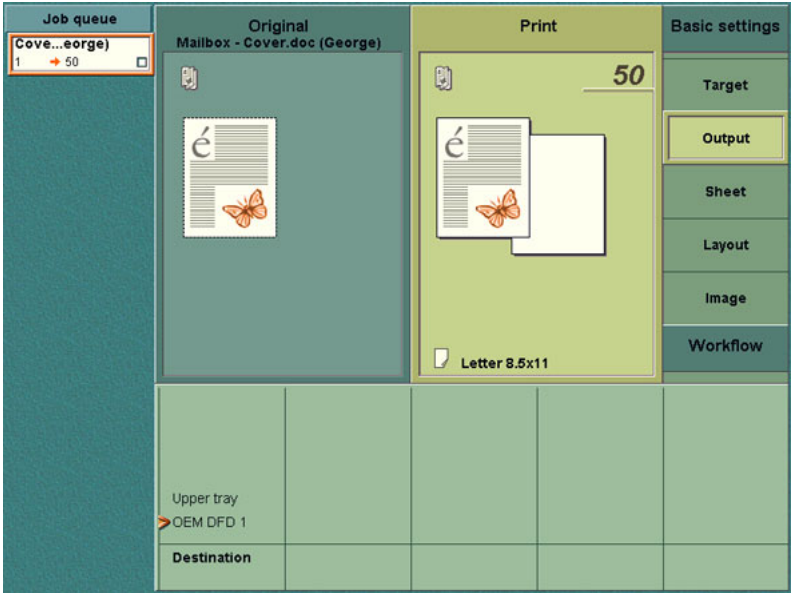 Job queue
Cove...eorge)
1 → 50
Original
Mailbox - Cover.doc (George)
é
Print
50
é
Letter 8.5x11
Basic settings
Target
Output
Sheet
Layout
Image
Workflow
Upper tray
OEM DFD 1
Destination